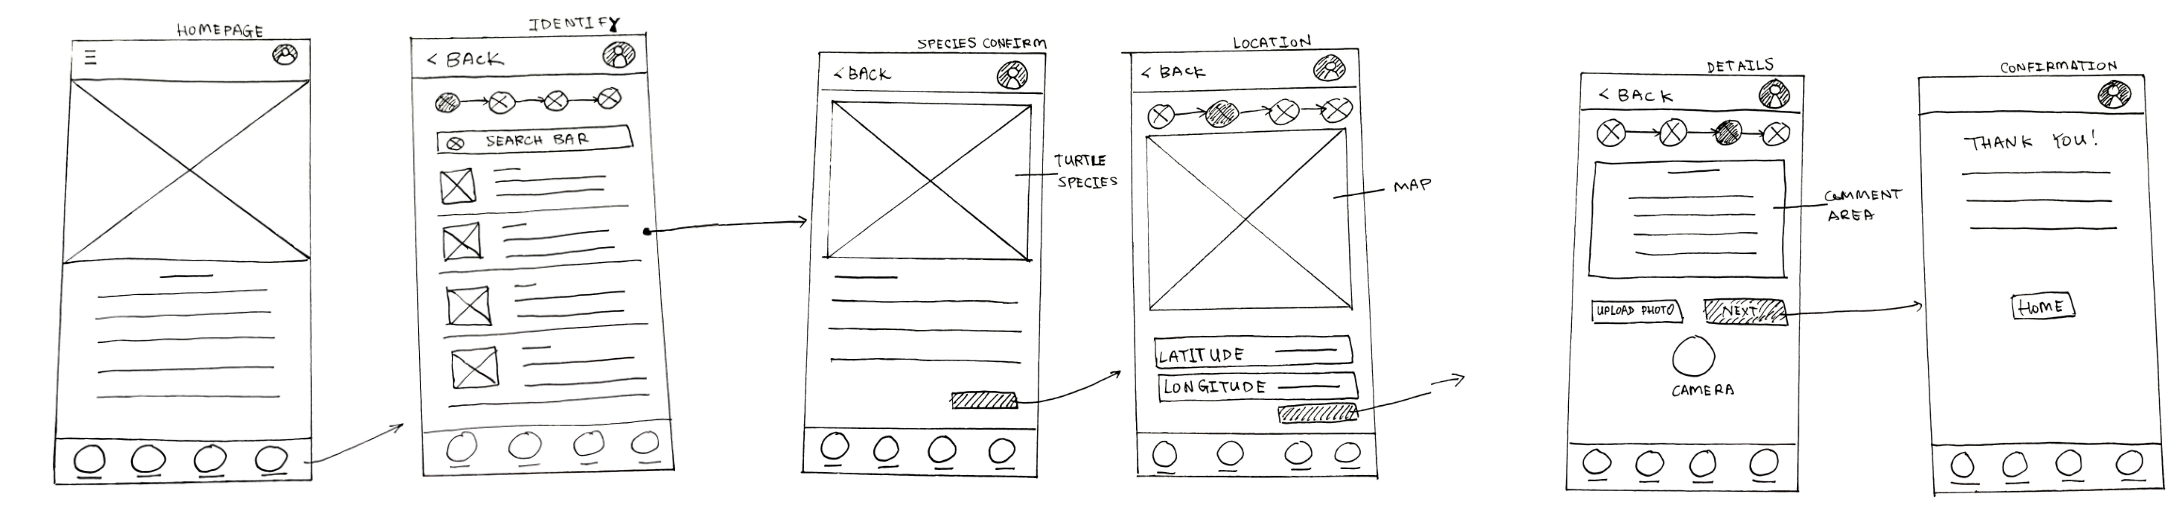 HOMEPAGE
IDENTIFY
< BACK
SEARCH BAR
SPECIES CONFIRM
< BACK
TURTLE
SPECIES
LOCATION
< BACK
MAP
LATITUDE
LONGITUDE
DETAILS
< BACK
COMMENT
AREA
UPLOAD PHOTO
NEXT
CAMERA
CONFIRMATION
THANK YOU!
HOME